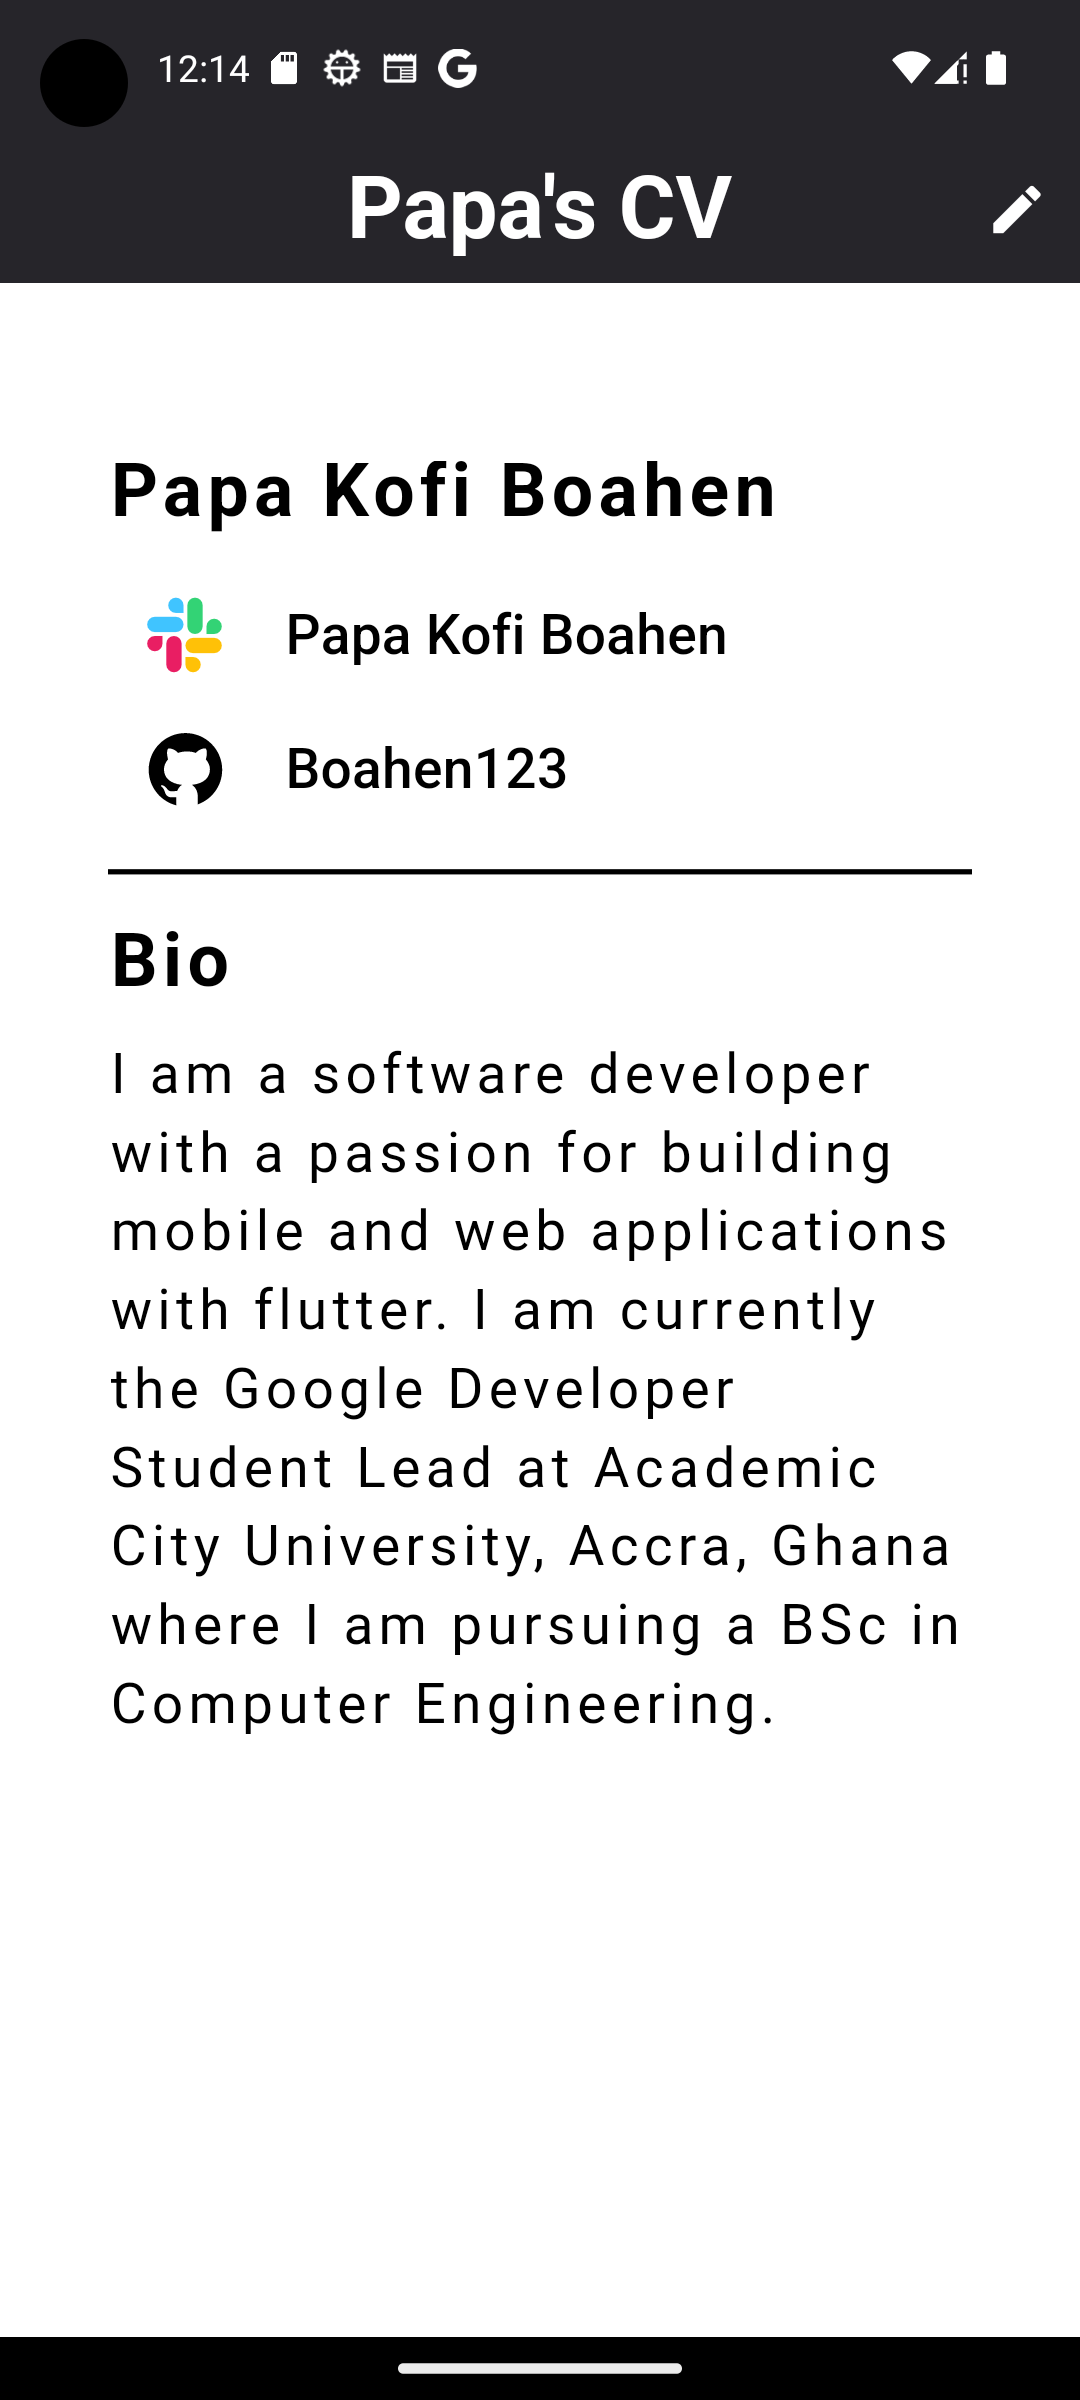 12:14
Papa's CV
Papa Kofi Boahen
Papa Kofi Boahen
Boahen123
Bio
I am a software developer
with a passion for building
mobile and web applications
with flutter. I am currently
the Google Developer
Student Lead at Academic
City University, Accra, Ghana
where I am pursuing a BSc in
Computer Engineering.